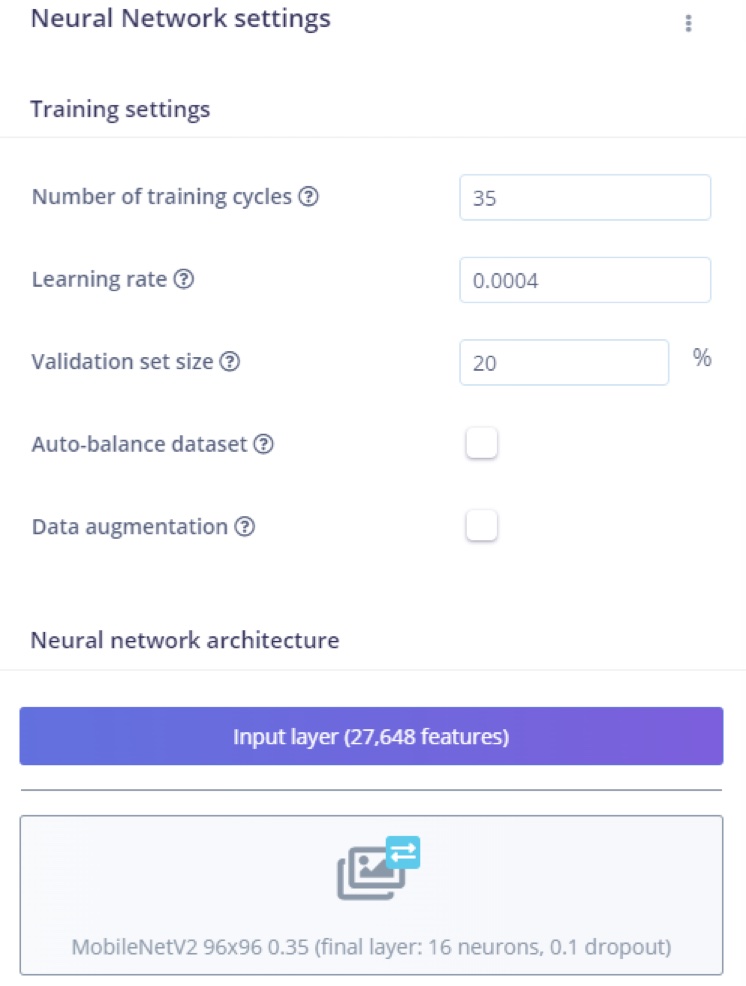 Neural Network settings
Training settings
Number of training cycles ? 35
Learning rate ? 0.0004
Validation set size ? 20 %
Auto-balance dataset ?
Data augmentation ?
Neural network architecture
Input layer (27,648 features)
MobileNetV2 96x96 0.35 (final layer: 16 neurons, 0.1 dropout)